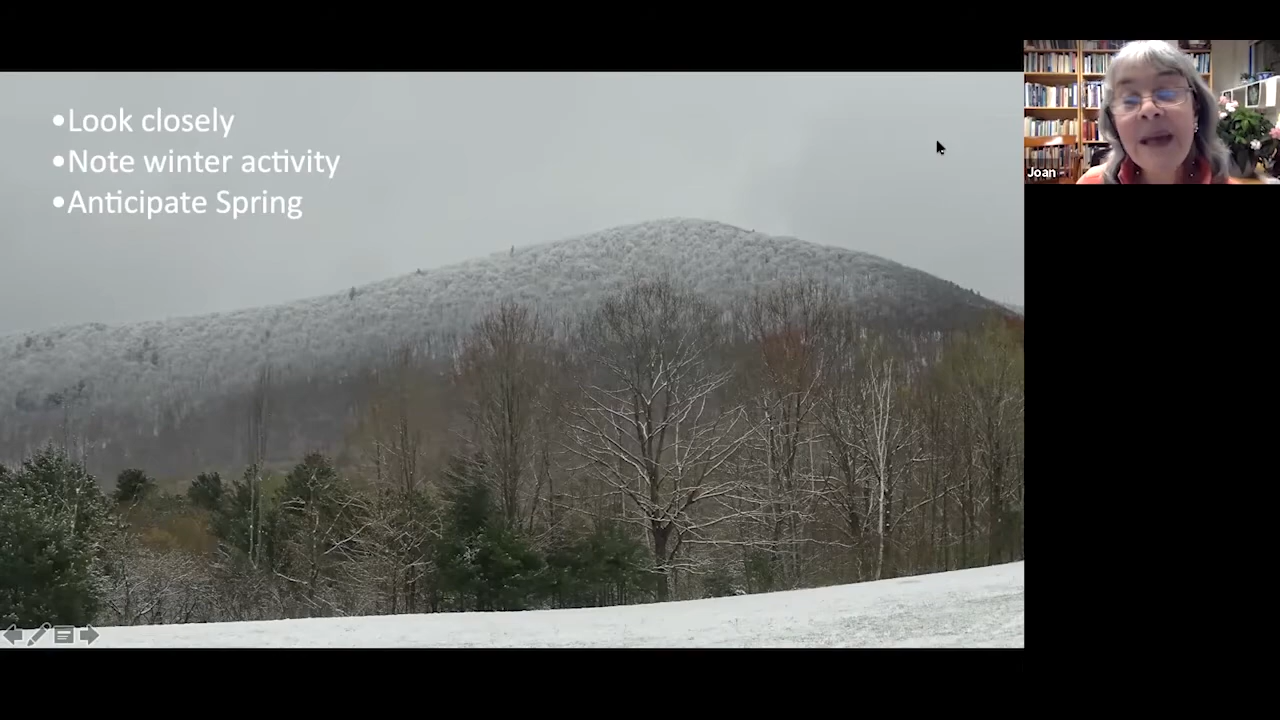 •Look closely
•Note winter activity
•Anticipate Spring
Joan